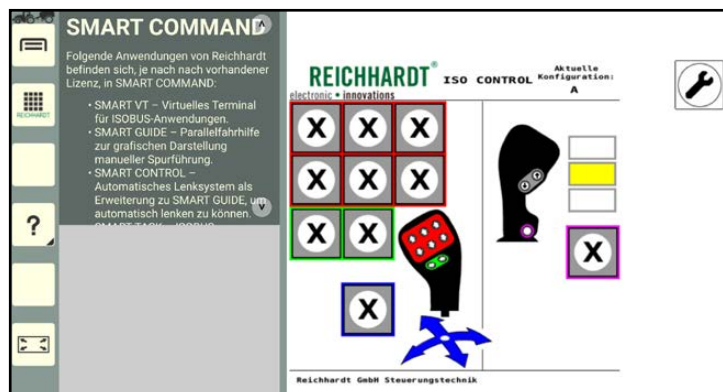 SMART COMMAND
Folgende Anwendungen von Reichhardt
befinden sich, je nach nach vorhandener
Lizenz, in SMART COMMAND:
• SMART VT – Virtuelles Terminal
für ISOBUS-Anwendungen.
• SMART GUIDE – Parallelfahrhilfe
zur grafischen Darstellung
manueller Spurführung.
• SMART CONTROL –
Automatisches Lenksystem als
Erweiterung zu SMART GUIDE, um
automatisch lenken zu können.
REICHHARDT
?
REICHHARDT®
electronic • innovations
ISO CONTROL
Aktuelle
Konfiguration:
A
X X X
X X X
X X
X
X
Reichhardt GmbH Steuerungstechnik